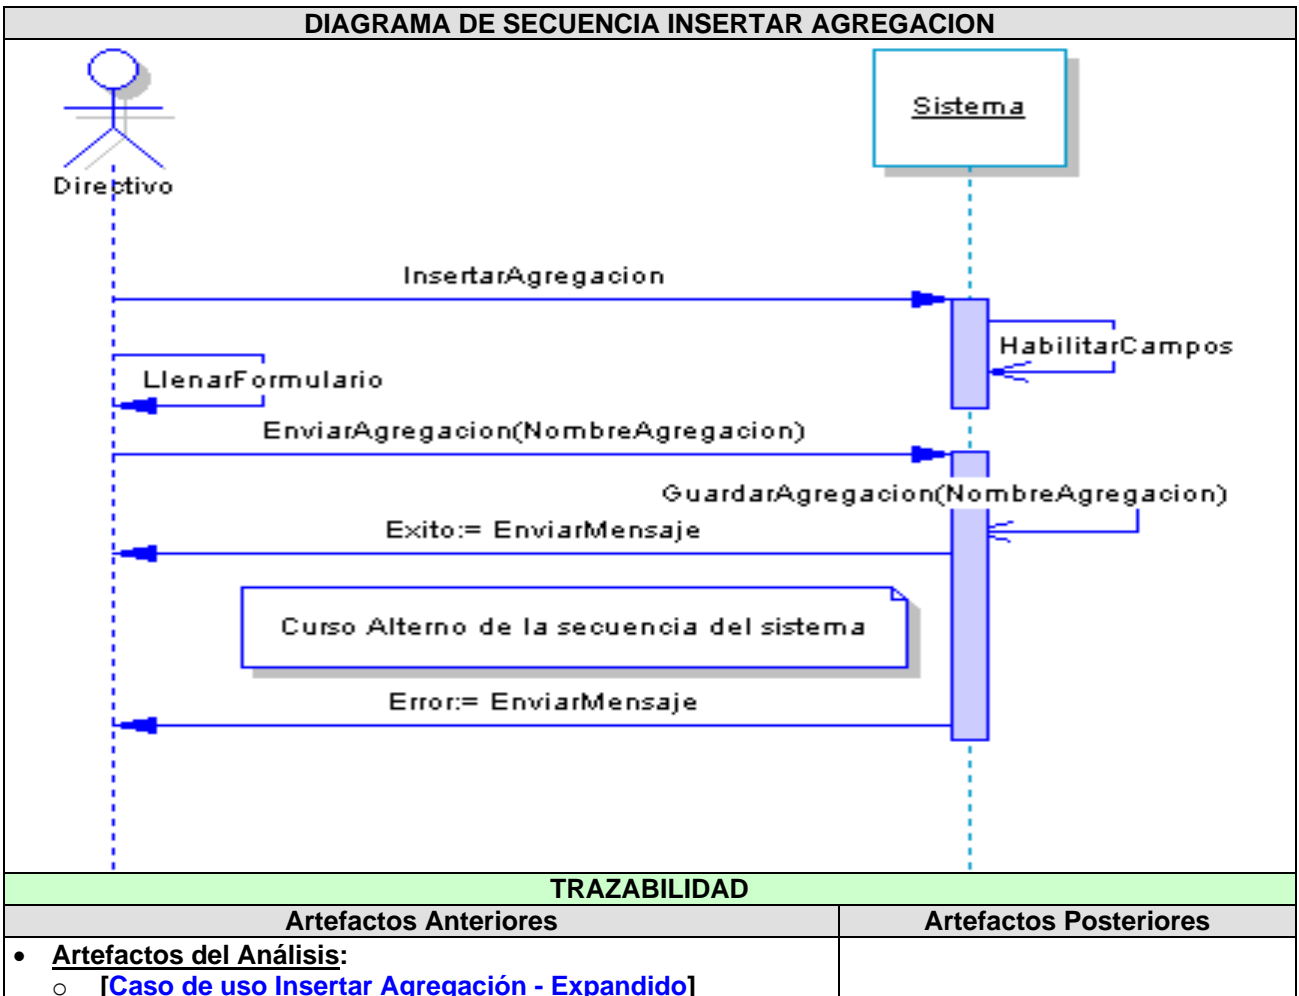 DIAGRAMA DE SECUENCIA INSERTAR AGREGACION
Sistema
Directivo
InsertarAgregacion
HabilitarCampos
LlenarFormulario
EnviarAgregacion(NombreAgregacion)
GuardarAgregacion(NombreAgregacion)
Exito:= EnviarMensaje
Curso Alterno de la secuencia del sistema
Error:= EnviarMensaje
TRAZABILIDAD
Artefactos Anteriores
Artefactos Posteriores
• Artefactos del Análisis:
o [Caso de uso Insertar Agregación - Expandido]